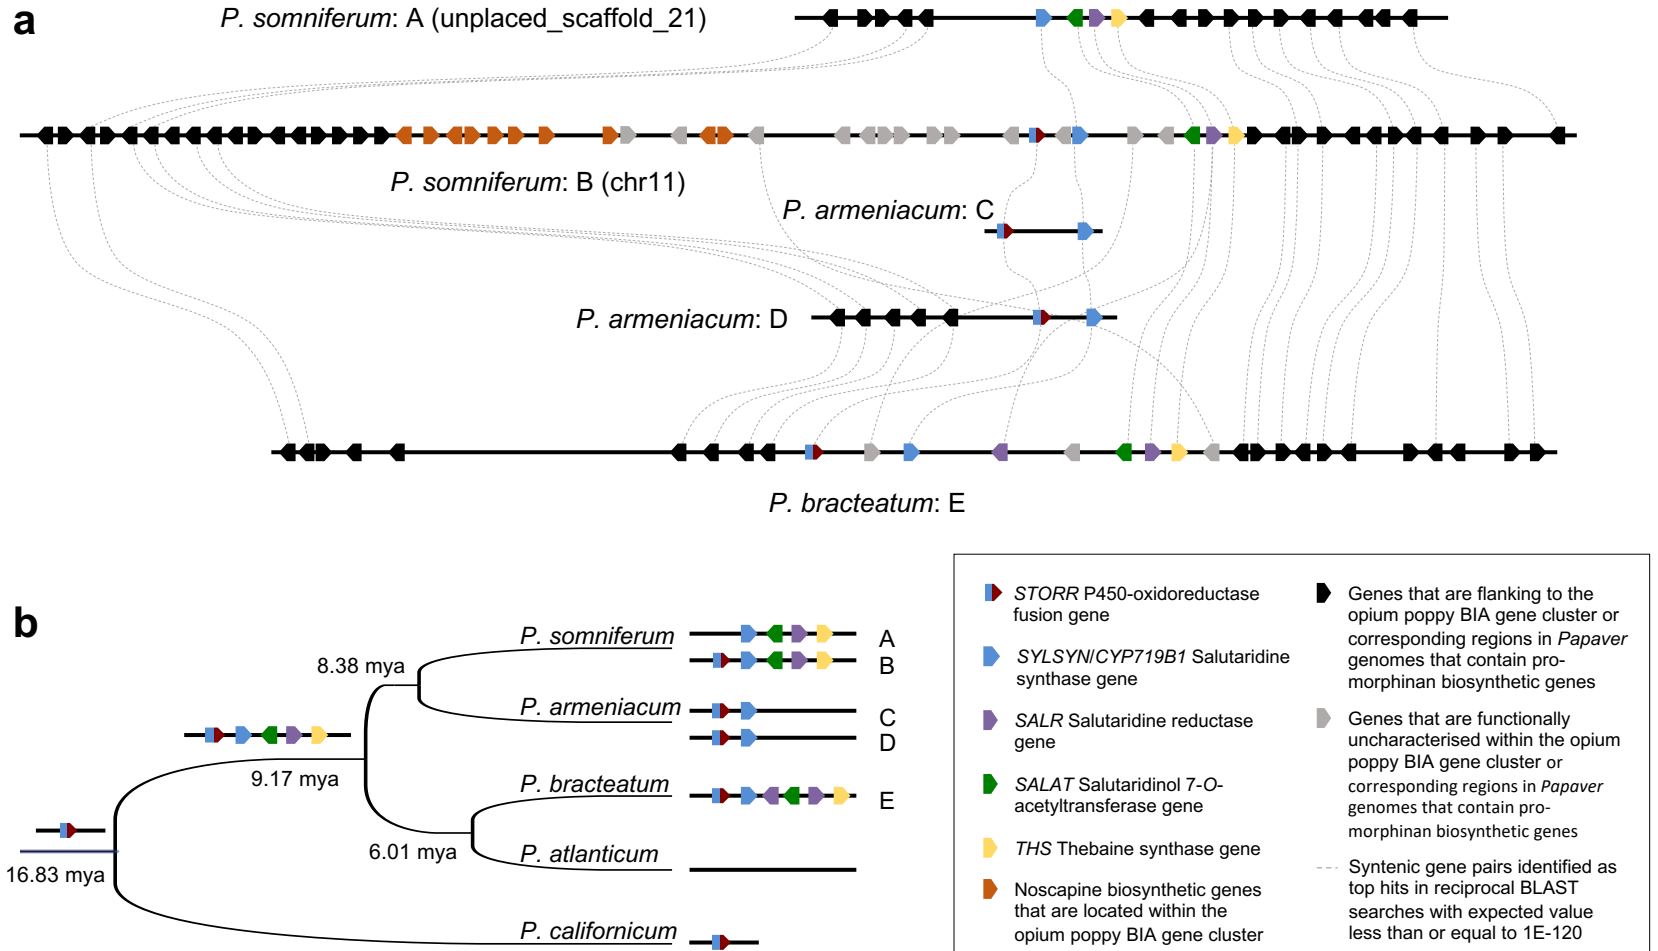 a
P. somniferum: A (unplaced_scaffold_21)
P. somniferum: B (chr11)
P. armeniacum: C
P. armeniacum: D
P. bracteatum: E
b
P. somniferum
A
8.38 mya
B
P. armeniacum
C
D
9.17 mya
P. bracteatum
E
6.01 mya
P. atlanticum
16.83 mya
P. californicum
STORR P450-oxidoreductase
fusion gene
SYLSYN/CYP719B1 Salutaridine
synthase gene
SALR Salutaridine reductase
gene
SALAT Salutaridinol 7-O-
acetyltransferase gene
THS Thebaine synthase gene
Noscapine biosynthetic genes
that are located within the
opium poppy BIA gene cluster
Genes that are flanking to the
opium poppy BIA gene cluster or
corresponding regions in Papaver
genomes that contain pro-
morphinan biosynthetic genes
Genes that are functionally
uncharacterised within the opium
poppy BIA gene cluster or
corresponding regions in Papaver
genomes that contain pro-
morphinan biosynthetic genes
Syntenic gene pairs identified as
top hits in reciprocal BLAST
searches with expected value
less than or equal to 1E-120